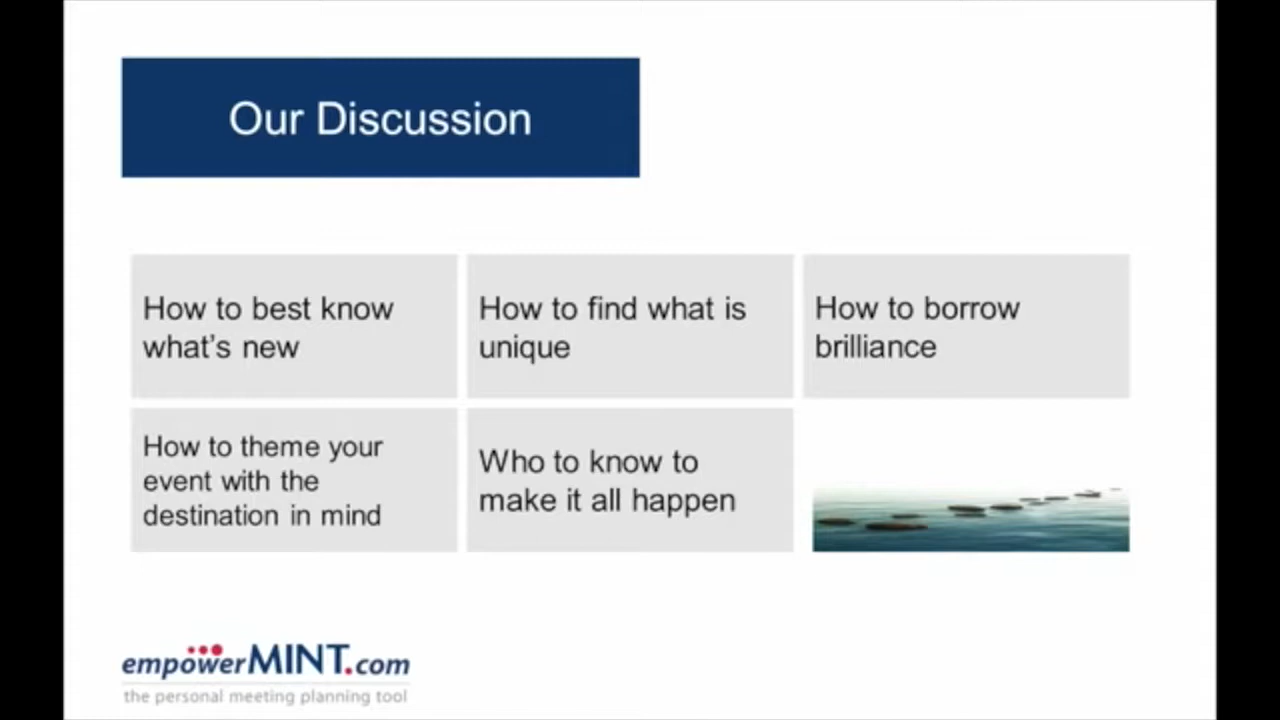 Our Discussion
How to best know
what's new
How to find what is
unique
How to borrow
brilliance
How to theme your
event with the
destination in mind
Who to know to
make it all happen
empowerMINT.com
the personal meeting planning tool